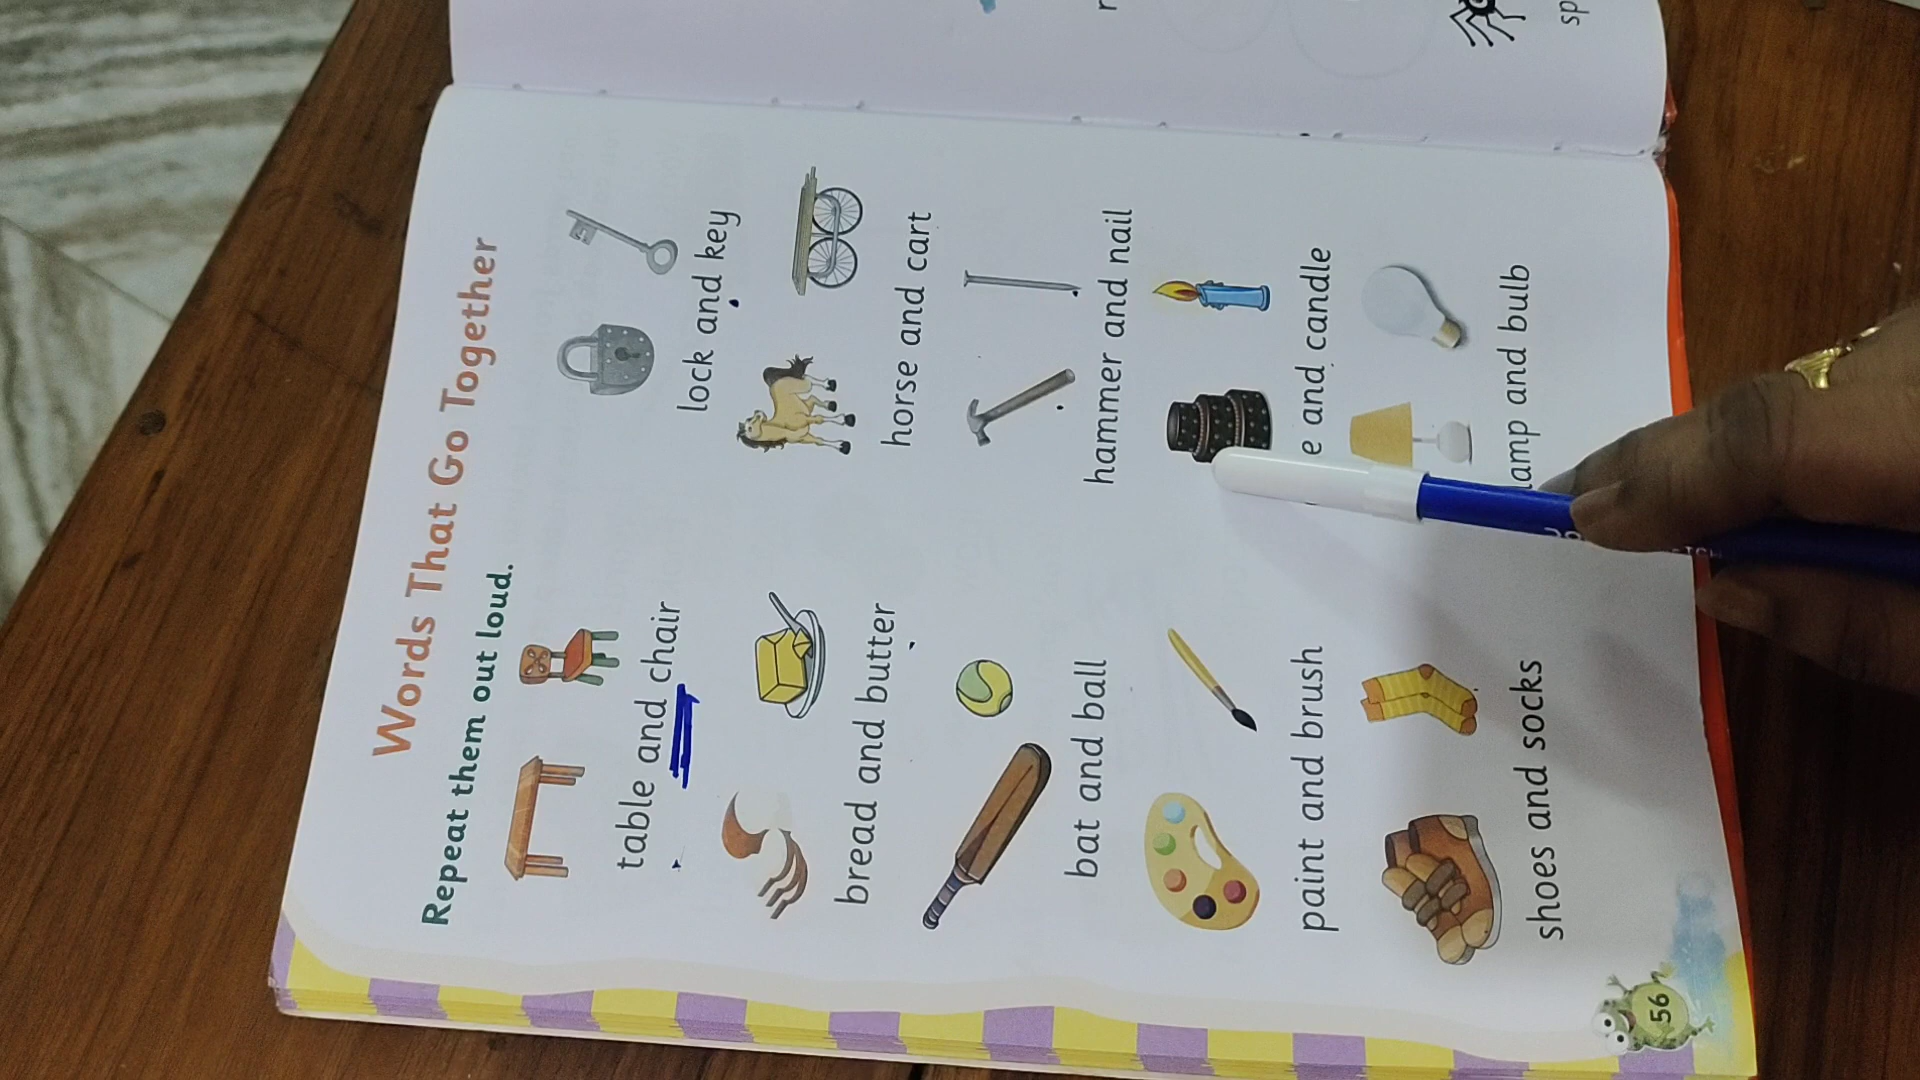 Words That Go Together
Repeat them out loud.
table and chair
lock and key
bread and butter
horse and cart
bat and ball
hammer and nail
paint and brush
e and candle
shoes and socks
amp and bulb
56
sp
r